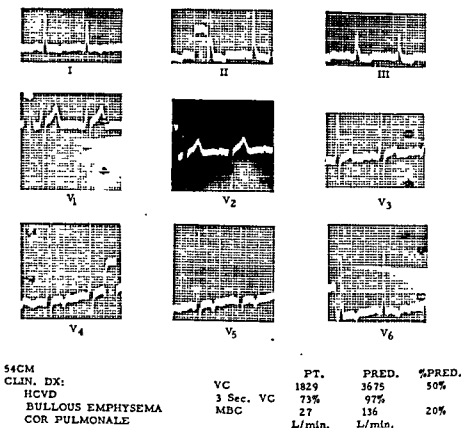 I II III
V1 V2 V3
V4 V5 V6
54CM
CLIN. DX: PT. PRED. %PRED.
HCVD VC 1829 3675 50%
BULLOUS EMPHYSEMA 3 Sec. VC 73% 97%
COR PULMONALE MBC 27 136 20%
L/min. L/min.